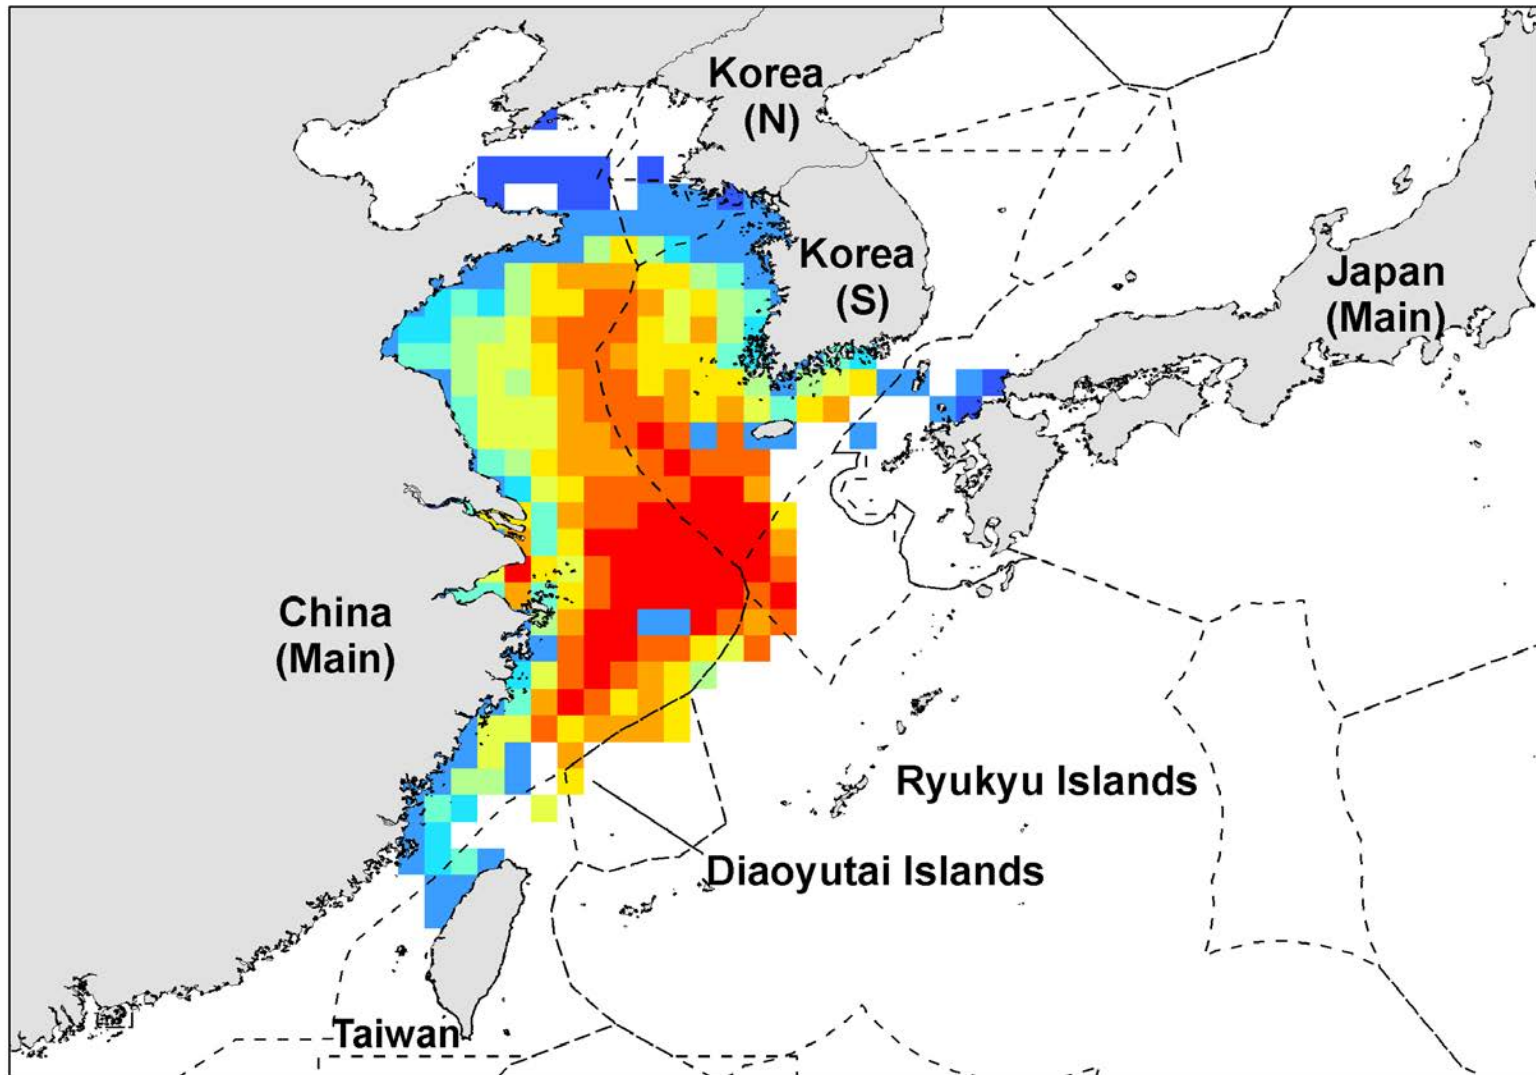 Korea
(N)
Korea
(S)
Japan
(Main)
China
(Main)
Ryukyu Islands
Diaoyutai Islands
Taiwan